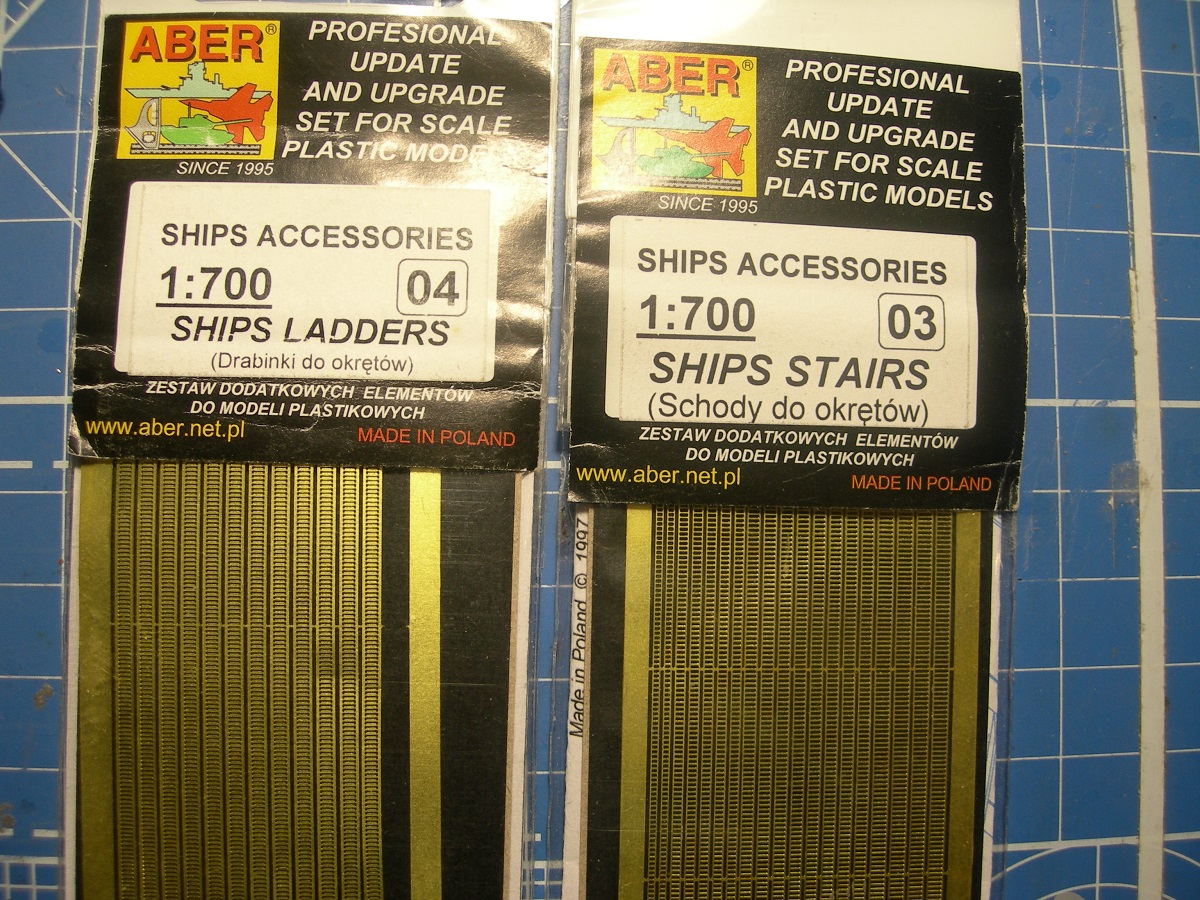 ABER®
PROFESIONAL
UPDATE
AND UPGRADE
SET FOR SCALE
PLASTIC MODELS
SINCE 1995
SHIPS ACCESSORIES
1:700
04
SHIPS LADDERS
(Drabinki do okrętów)
ZESTAW DODATKOWYCH ELEMENTÓW
DO MODELI PLASTIKOWYCH
www.aber.net.pl
MADE IN POLAND
ABER®
PROFESIONAL
UPDATE
AND UPGRADE
SET FOR SCALE
PLASTIC MODELS
SINCE 1995
SHIPS ACCESSORIES
1:700
03
SHIPS STAIRS
(Schody do okrętów)
ZESTAW DODATKOWYCH ELEMENTÓW
DO MODELI PLASTIKOWYCH
www.aber.net.pl
MADE IN POLAND
Made in Poland © 1997